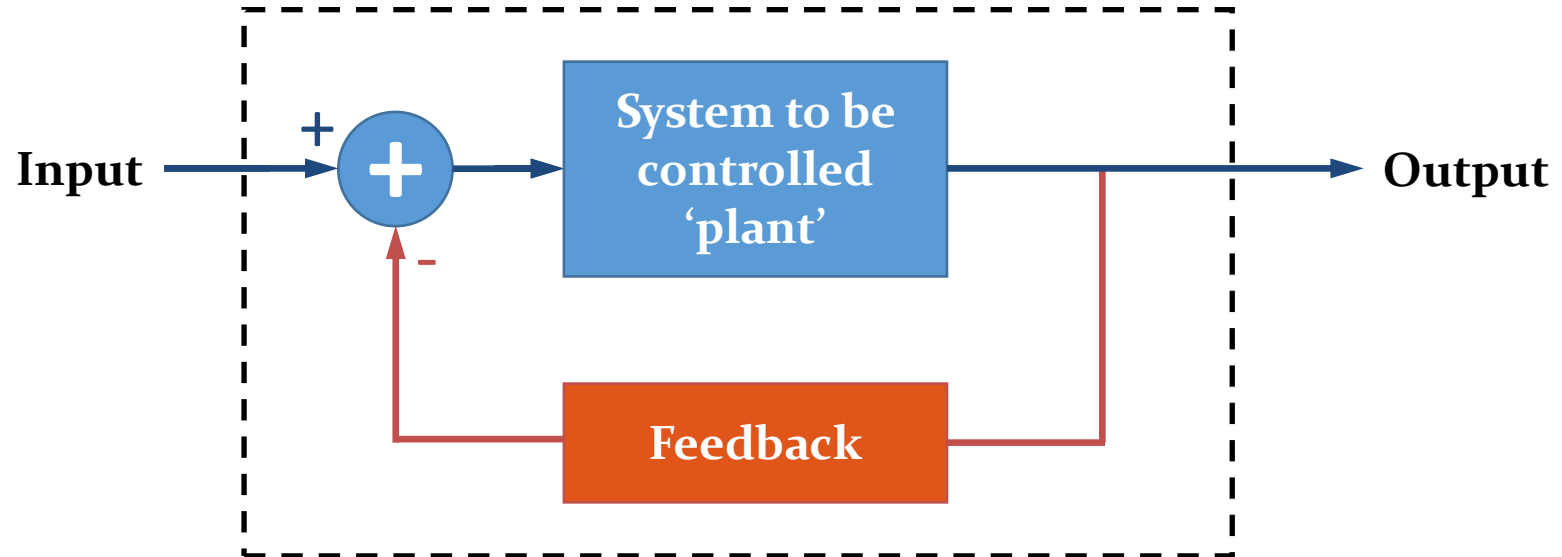 Input
+
+
System to be
controlled
‘plant’
Output
-
Feedback